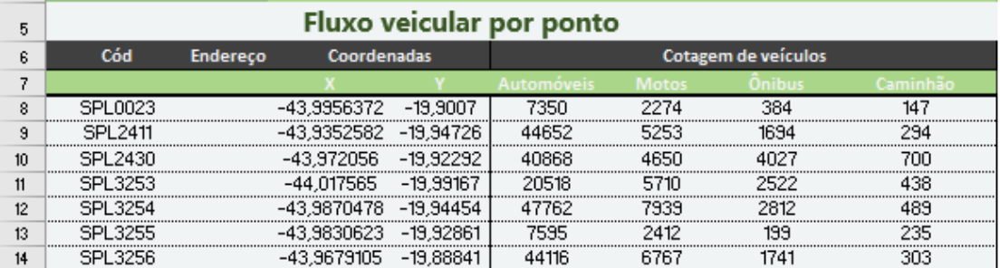 5 Fluxo veicular por ponto
6 Cód Endereço Coordenadas Cotagem de veículos
7 X Y Automóveis Motos Ônibus Caminhão
8 SPL0023 -43,9956372 -19,9007 7350 2274 384 147
9 SPL2411 -43,9352582 -19,94726 44652 5253 1694 294
10 SPL2430 -43,972056 -19,92292 40868 4650 4027 700
11 SPL3253 -44,017565 -19,99167 20518 5710 2522 438
12 SPL3254 -43,9870478 -19,94454 47762 7939 2812 489
13 SPL3255 -43,9830623 -19,92861 7595 2412 199 235
14 SPL3256 -43,9679105 -19,88841 44116 6767 1741 303